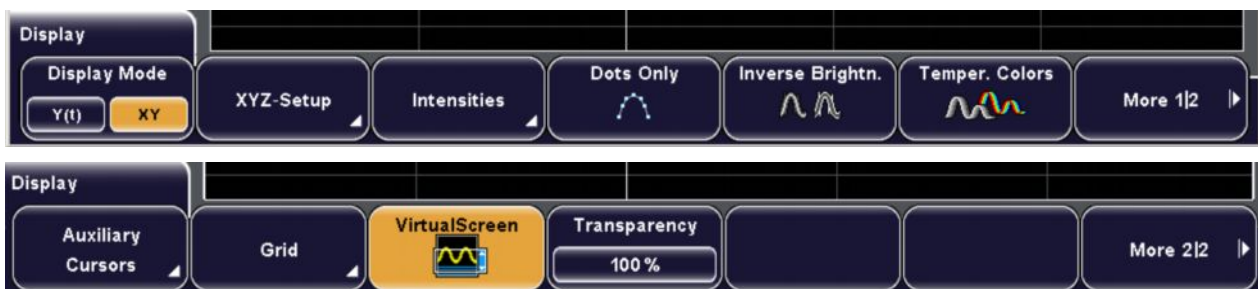 Display
Display Mode
Y(t) XY
XYZ-Setup
Intensities
Dots Only
Inverse Brightn.
Temper. Colors
More 1|2
Display
Auxiliary
Cursors
Grid
VirtualScreen
Transparency
100 %
More 2|2